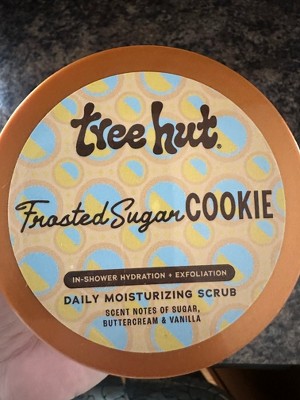 tree hut®
Frosted Sugar COOKIE
IN-SHOWER HYDRATION + EXFOLIATION
DAILY MOISTURIZING SCRUB
SCENT NOTES OF SUGAR,
BUTTERCREAM & VANILLA